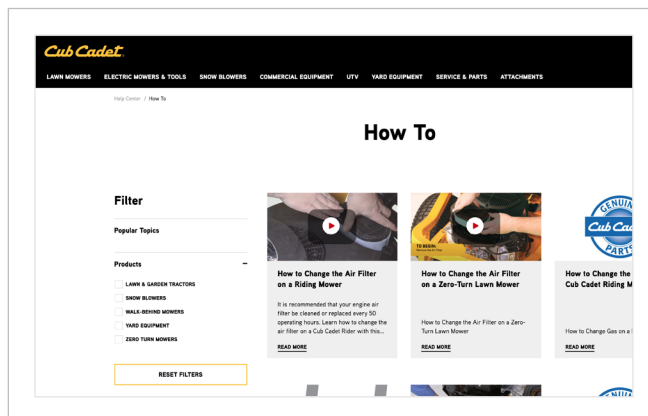 Cub Cadet
LAWN MOWERS ELECTRIC MOWERS & TOOLS SNOW BLOWERS COMMERCIAL EQUIPMENT UTV YARD EQUIPMENT SERVICE & PARTS ATTACHMENTS
Help Center / How To
How To
Filter
Popular Topics
Products
LAWN & GARDEN TRACTORS
SNOW BLOWERS
WALK-BEHIND MOWERS
YARD EQUIPMENT
ZERO TURN MOWERS
RESET FILTERS
How to Change the Air Filter
on a Riding Mower
It is recommended that your engine air
filter be cleaned or replaced every 50
operating hours. Learn how to change the
air filter on a Cub Cadet Rider with this...
READ MORE
TO BEGIN
How to Change the Air Filter
on a Zero-Turn Lawn Mower
How to Change the Air Filter on a Zero-
Turn Lawn Mower
READ MORE
GENUIN
Cub Cad
PARTS
How to Change the
Cub Cadet Riding M
How to Change Gas on a
READ MORE